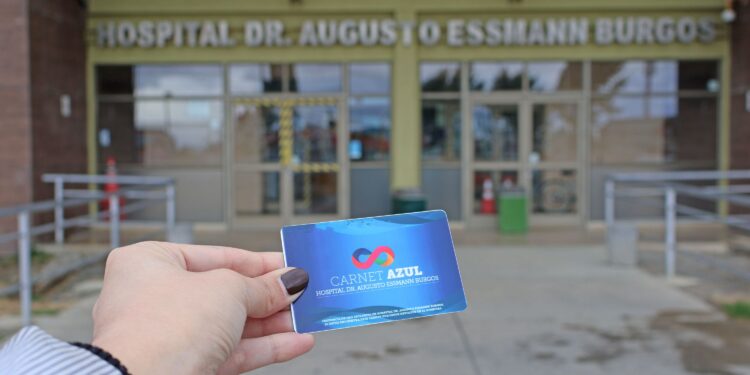 HOSPITAL DR. AUGUSTO ESSMANN BURGOS
CARNET AZUL
HOSPITAL DR. AUGUSTO ESSMANN BURGOS